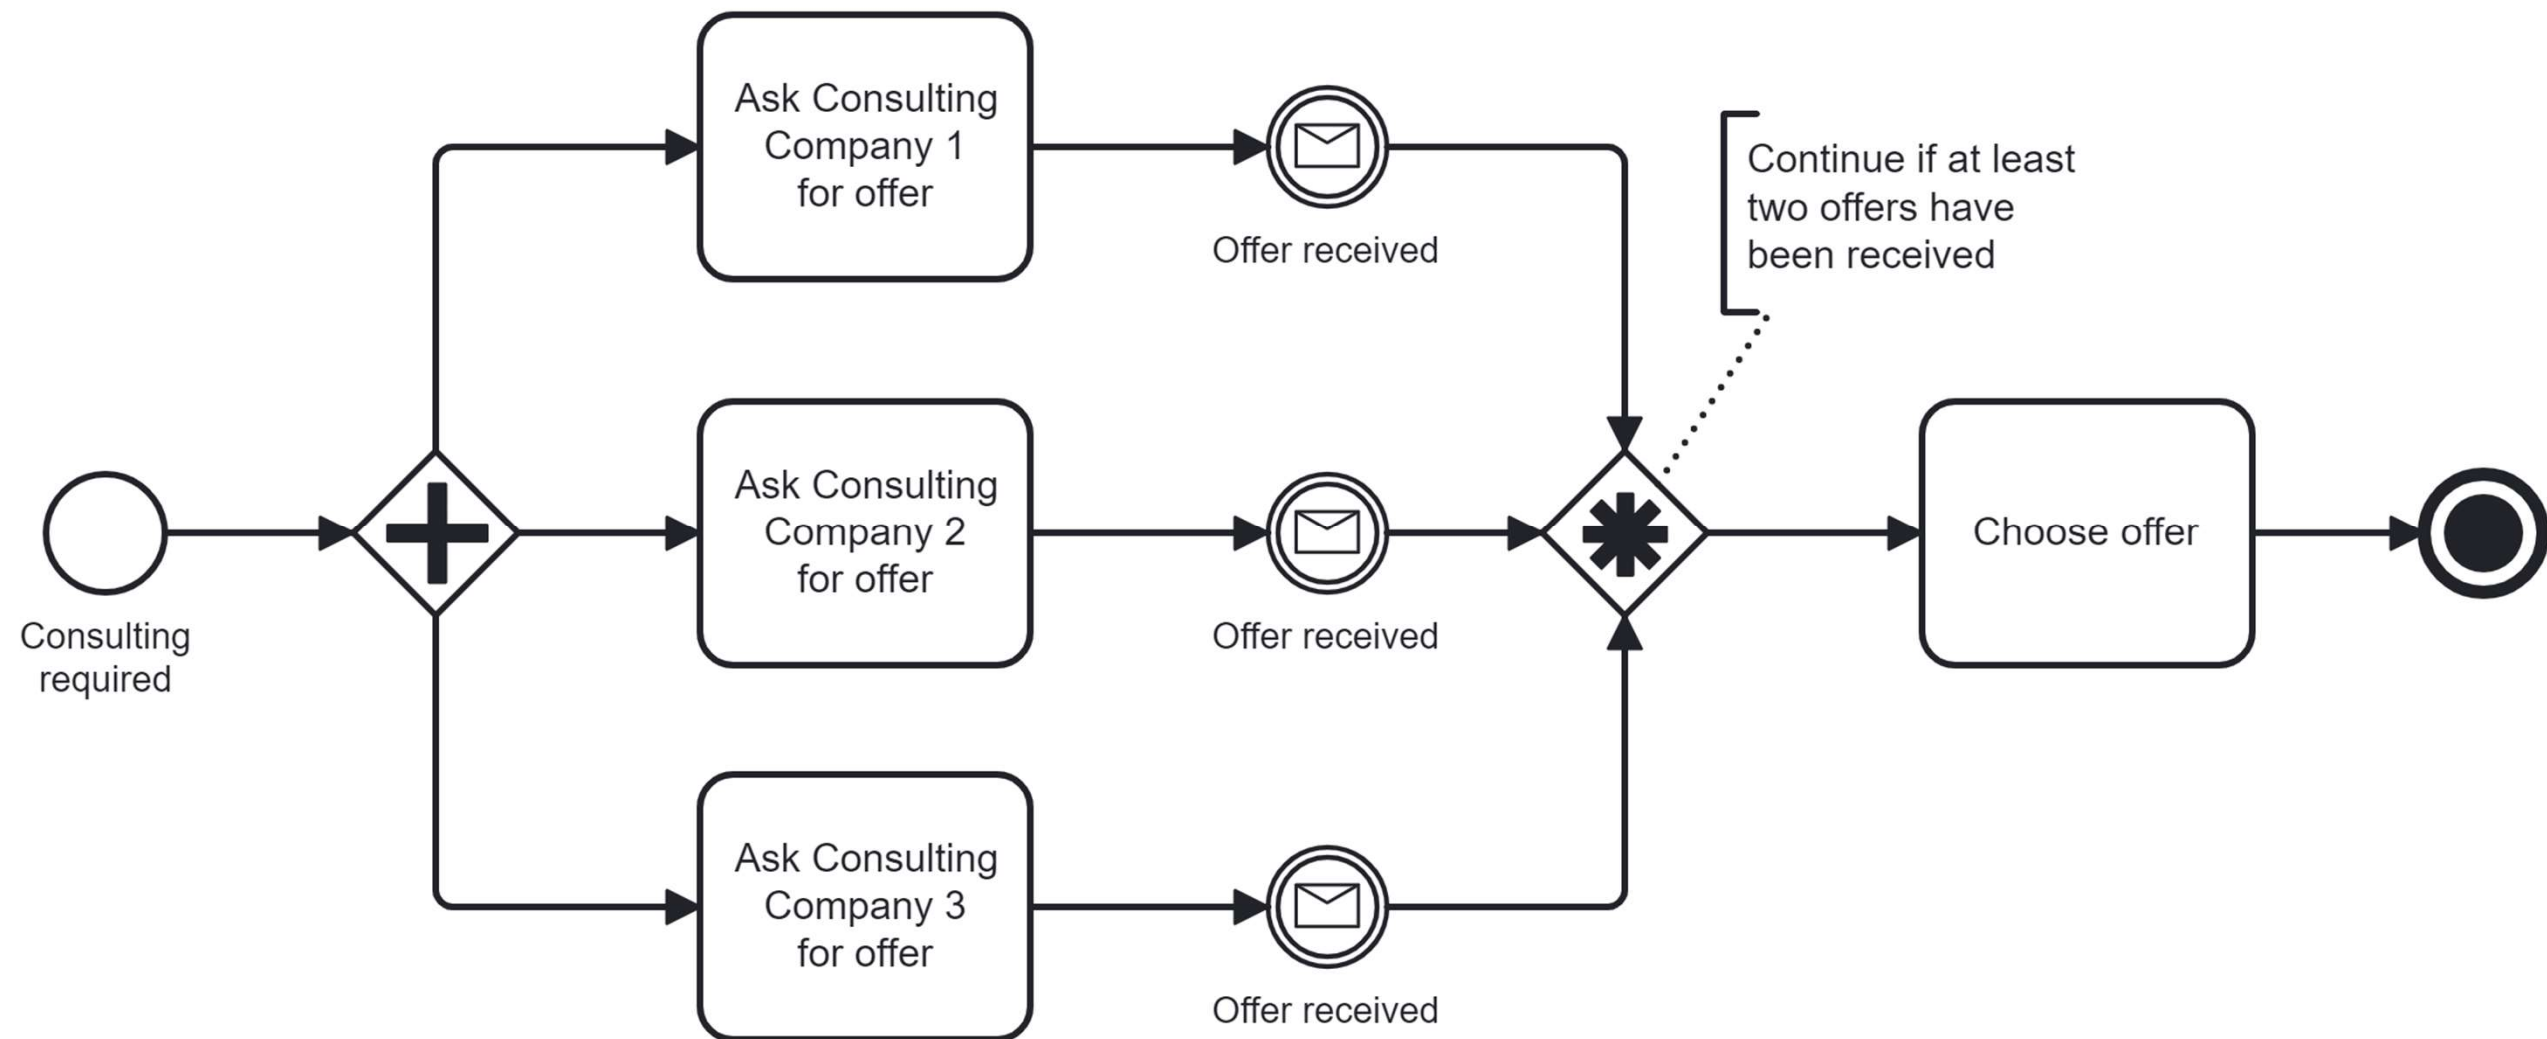 Ask Consulting
Company 1
for offer
Offer received
Continue if at least
two offers have
been received
Consulting
required
Ask Consulting
Company 2
for offer
Offer received
Choose offer
Ask Consulting
Company 3
for offer
Offer received